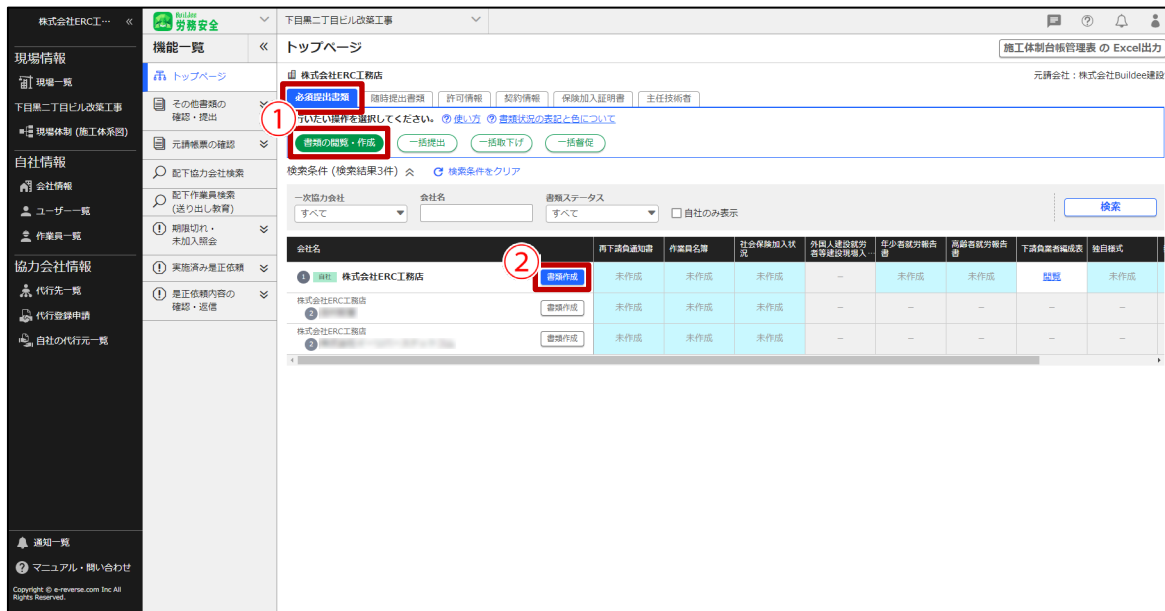 株式会社ERC工… «
現場情報
現場一覧
下目黒二丁目ビル改築工事
現場体制 (施工体系図)
自社情報
会社情報
ユーザー一覧
作業員一覧
協力会社情報
代行先一覧
代行登録申請
自社の代行元一覧
通知一覧
マニュアル・問い合わせ
Copyright © e-reverse.com Inc All
Rights Reserved.
Buildee
労務安全
機能一覧 «
トップページ
その他書類の
確認・提出
元請帳票の確認
配下協力会社検索
配下作業員検索
(送り出し教育)
期限切れ・
未加入照会
実施済み是正依頼
是正依頼内容の
確認・返信
下目黒二丁目ビル改築工事
トップページ
施工体制台帳管理表 の Excel出力
株式会社ERC工務店
元請会社：株式会社Buildee建設
必須提出書類 随時提出書類 許可情報 契約情報 保険加入証明書 主任技術者
①
行いたい操作を選択してください。 使い方 書類状況の表記と色について
書類の閲覧・作成 一括提出 一括取下げ 一括督促
検索条件 (検索結果3件) 検索条件をクリア
一次協力会社 会社名 書類ステータス
すべて すべて 自社のみ表示 検索
会社名 再下請負通知書 作業員名簿 社会保険加入状況 外国人建設就労者等建設現場入… 年少者就労報告書 高齢者就労報告書 下請負業者編成表 独自様式
②
1 自社 株式会社ERC工務店 書類作成 未作成 未作成 未作成 － 未作成 未作成 閲覧 未作成
株式会社ERC工務店
2 書類作成 未作成 未作成 未作成 － － － － －
株式会社ERC工務店
2 書類作成 未作成 未作成 未作成 － － － － －